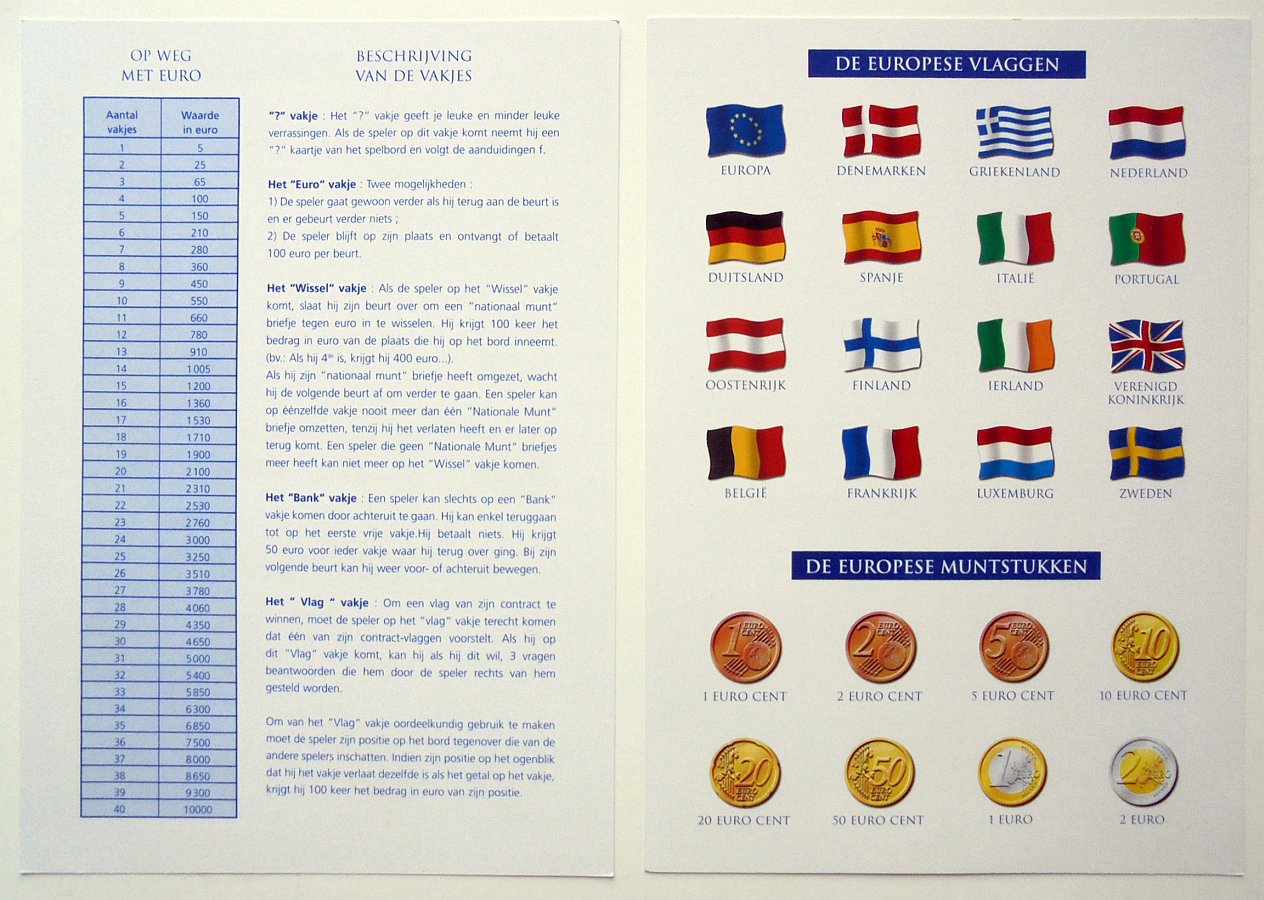 OP WEG
MET EURO
Aantal vakjes Waarde in euro
1 5
2 25
3 65
4 100
5 150
6 210
7 280
8 360
9 450
10 550
11 660
12 780
13 910
14 1005
15 1200
16 1360
17 1530
18 1710
19 1900
20 2100
21 2310
22 2530
23 2760
24 3000
25 3250
26 3510
27 3780
28 4060
29 4350
30 4650
31 5000
32 5400
33 5850
34 6300
35 6850
36 7500
37 8000
38 8650
39 9300
40 10000
BESCHRIJVING
VAN DE VAKJES
"?" vakje : Het "?" vakje geeft je leuke en minder leuke
verrassingen. Als de speler op dit vakje komt neemt hij een
"?" kaartje van het spelbord en volgt de aanduidingen f.
Het "Euro" vakje : Twee mogelijkheden :
1) De speler gaat gewoon verder als hij terug aan de beurt is
en er gebeurt verder niets ;
2) De speler blijft op zijn plaats en ontvangt of betaalt
100 euro per beurt.
Het "Wissel" vakje : Als de speler op het "Wissel" vakje
komt, slaat hij zijn beurt over om een "nationaal munt"
briefje tegen euro in te wisselen. Hij krijgt 100 keer het
bedrag in euro van de plaats die hij op het bord inneemt.
(bv.: Als hij 4de is, krijgt hij 400 euro...).
Als hij zijn "nationaal munt" briefje heeft omgezet, wacht
hij de volgende beurt af om verder te gaan. Een speler kan
op éénzelfde vakje nooit meer dan één "Nationale Munt"
briefje omzetten, tenzij hij het verlaten heeft en er later op
terug komt. Een speler die geen "Nationale Munt" briefjes
meer heeft kan niet meer op het "Wissel" vakje komen.
Het "Bank" vakje : Een speler kan slechts op een "Bank"
vakje komen door achteruit te gaan. Hij kan enkel teruggaan
tot op het eerste vrije vakje.Hij betaalt niets. Hij krijgt
50 euro voor ieder vakje waar hij terug over ging. Bij zijn
volgende beurt kan hij weer voor- of achteruit bewegen.
Het " Vlag " vakje : Om een vlag van zijn contract te
winnen, moet de speler op het "vlag" vakje terecht komen
dat één van zijn contract-vlaggen voorstelt. Als hij op
dit "Vlag" vakje komt, kan hij als hij dit wil, 3 vragen
beantwoorden die hem door de speler rechts van hem
gesteld worden.
Om van het "Vlag" vakje oordeelkundig gebruik te maken
moet de speler zijn positie op het bord tegenover die van de
andere spelers inschatten. Indien zijn positie op het ogenblik
dat hij het vakje verlaat dezelfde is als het getal op het vakje,
krijgt hij 100 keer het bedrag in euro van zijn positie.
DE EUROPESE VLAGGEN
EUROPA DENEMARKEN GRIEKENLAND NEDERLAND
DUITSLAND SPANJE ITALIË PORTUGAL
OOSTENRIJK FINLAND IERLAND VERENIGD
KONINKRIJK
BELGIË FRANKRIJK LUXEMBURG ZWEDEN
DE EUROPESE MUNTSTUKKEN
1 EURO CENT 2 EURO CENT 5 EURO CENT 10 EURO CENT
1 EURO CENT 2 EURO CENT 5 EURO CENT 10 EURO CENT
20 EURO CENT 50 EURO CENT 1 EURO 2 EURO
20 EURO CENT 50 EURO CENT 1 EURO 2 EURO